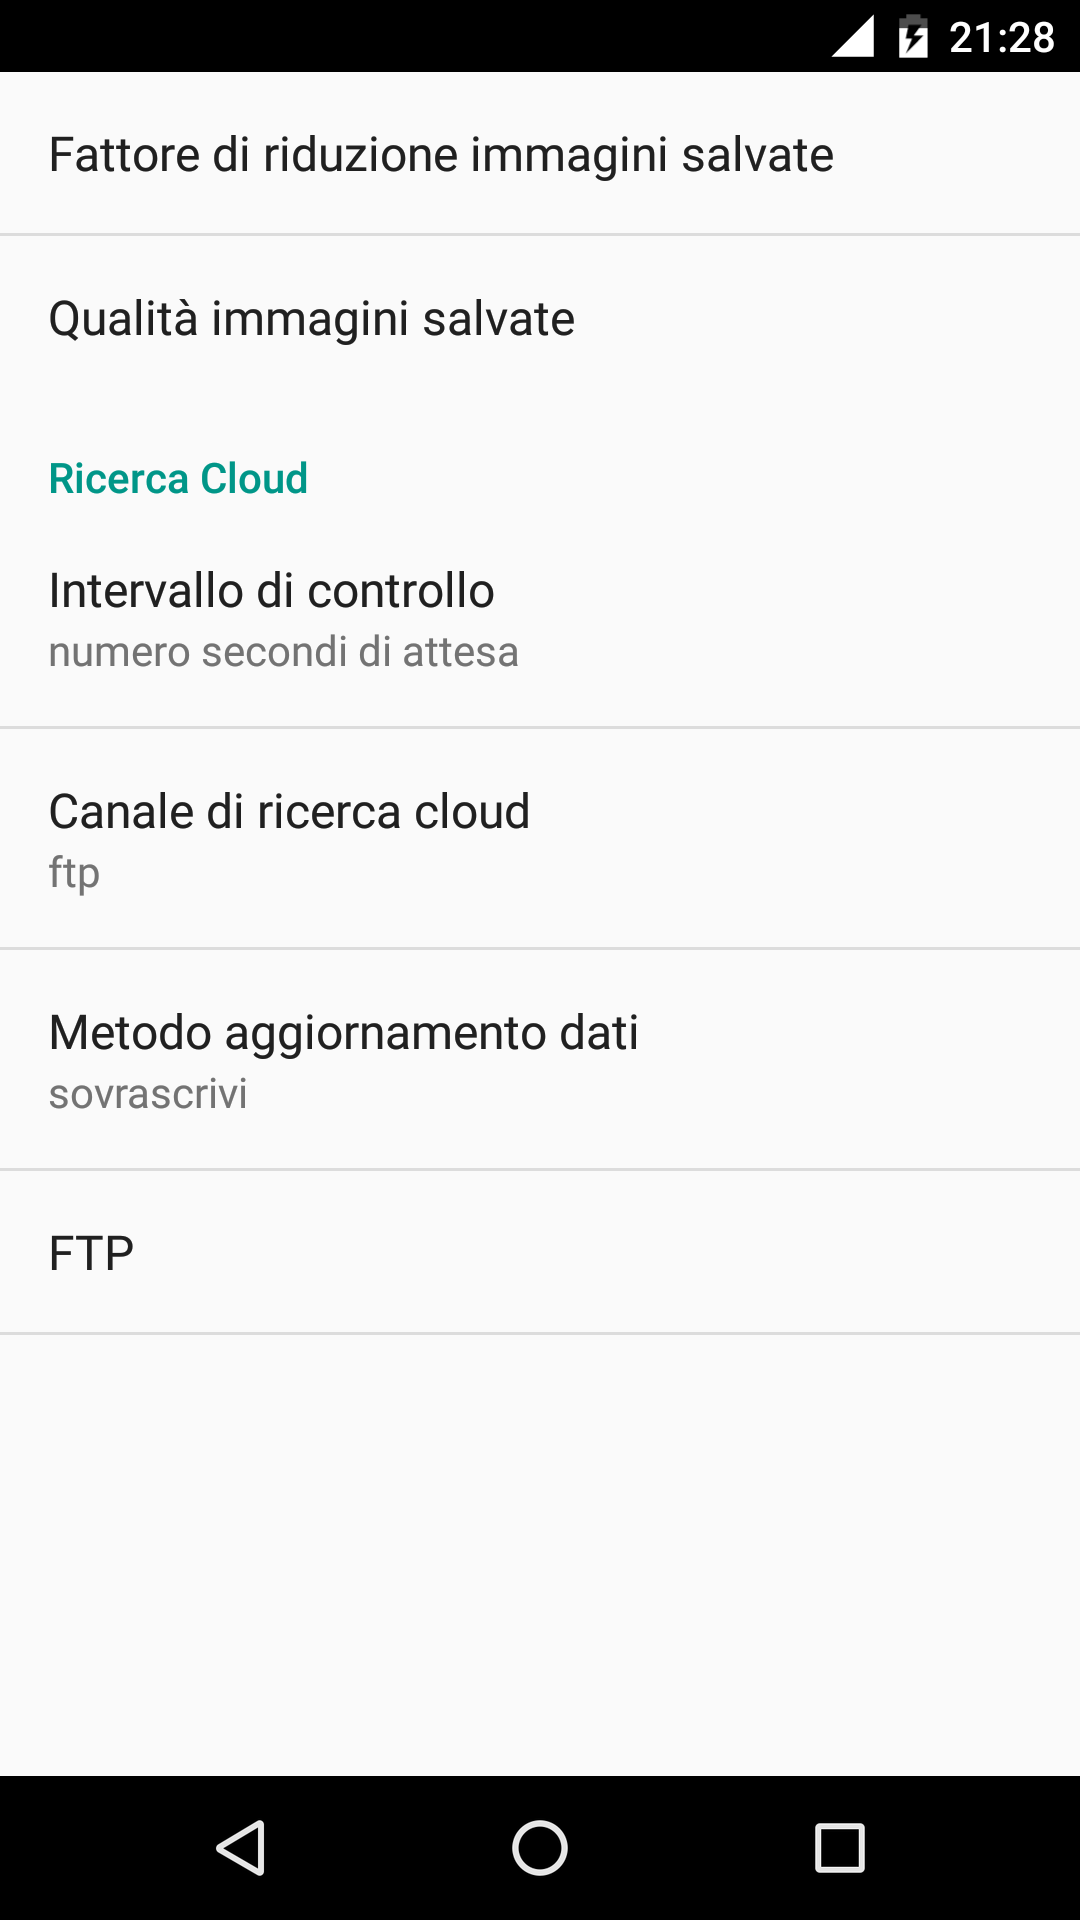 21:28
Fattore di riduzione immagini salvate
Qualità immagini salvate
Ricerca Cloud
Intervallo di controllo
numero secondi di attesa
Canale di ricerca cloud
ftp
Metodo aggiornamento dati
sovrascrivi
FTP